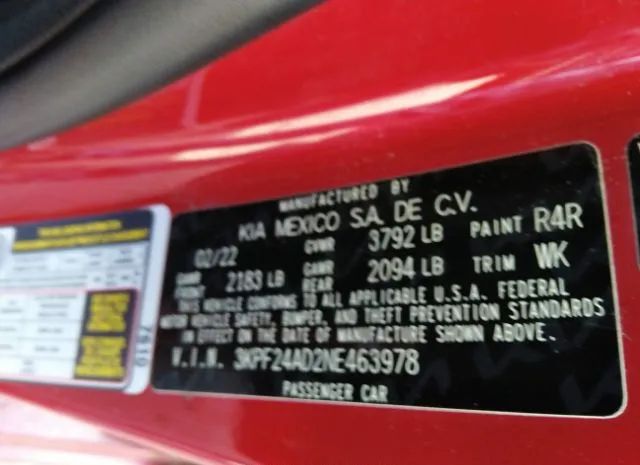 MANUFACTURED BY
KIA MEXICO S.A. DE C.V.
02/22 GVWR 3792 LB PAINT R4R
GAWR FRONT 2183 LB GAWR REAR 2094 LB TRIM WK
THIS VEHICLE CONFORMS TO ALL APPLICABLE U.S.A. FEDERAL
MOTOR VEHICLE SAFETY, BUMPER, AND THEFT PREVENTION STANDARDS
IN EFFECT ON THE DATE OF MANUFACTURE SHOWN ABOVE.
V.I.N. 3KPF24AD2NE463978
PASSENGER CAR